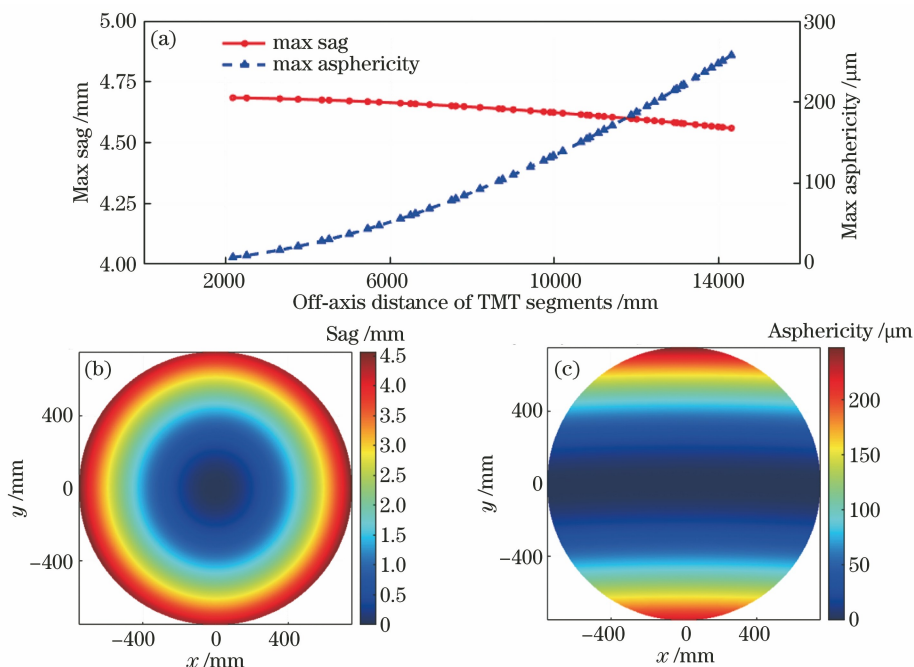 5.00
4.75
4.50
4.25
4.00
Max sag /mm
(a)
max sag
max asphericity
300
200
100
0
Max asphericity /μm
2000 6000 10000 14000
Off-axis distance of TMT segments /mm
Sag /mm
(b)
400
0
−400
y /mm
−400 0 400
x /mm
4.5
4.0
3.5
3.0
2.5
2.0
1.5
1.0
0.5
0
Asphericity /μm
(c)
400
0
−400
y /mm
−400 0 400
x /mm
200
150
100
50
0